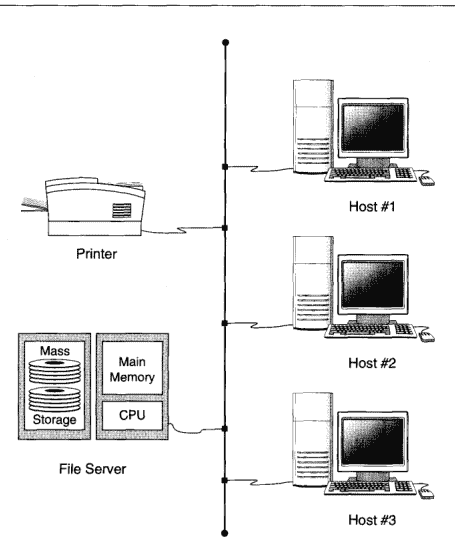 Host #1
Printer
Host #2
Mass
Storage
Main
Memory
CPU
File Server
Host #3